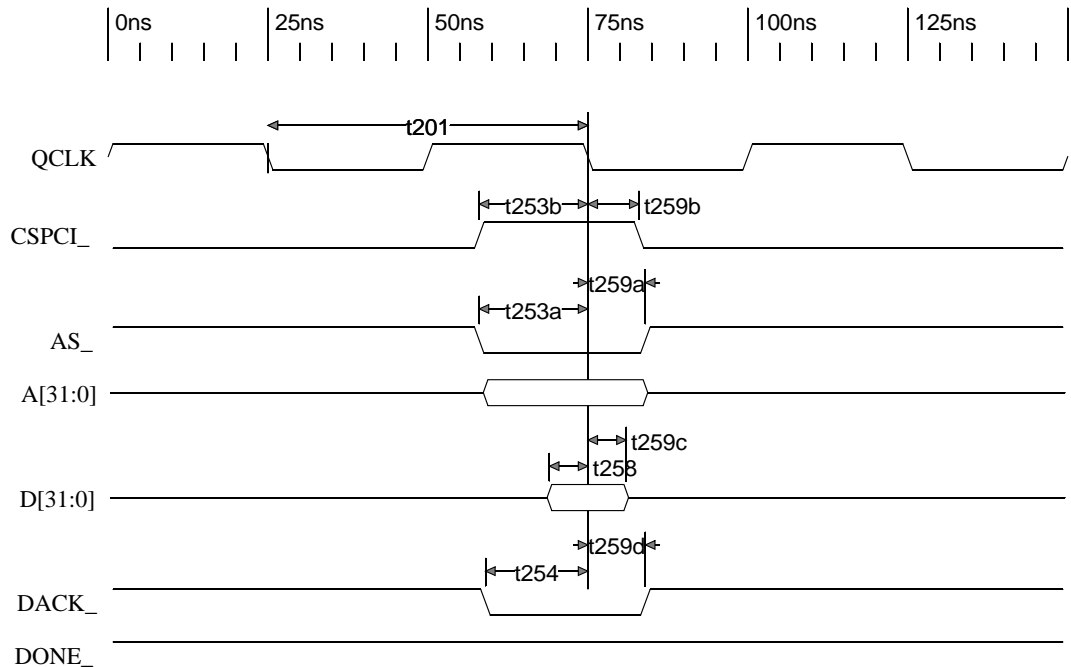 0ns 25ns 50ns 75ns 100ns 125ns
t201
QCLK
t253b t259b
CSPCI_
t259a
t253a
AS_
A[31:0]
t259c
t258
D[31:0]
t259d
t254
DACK_
DONE_